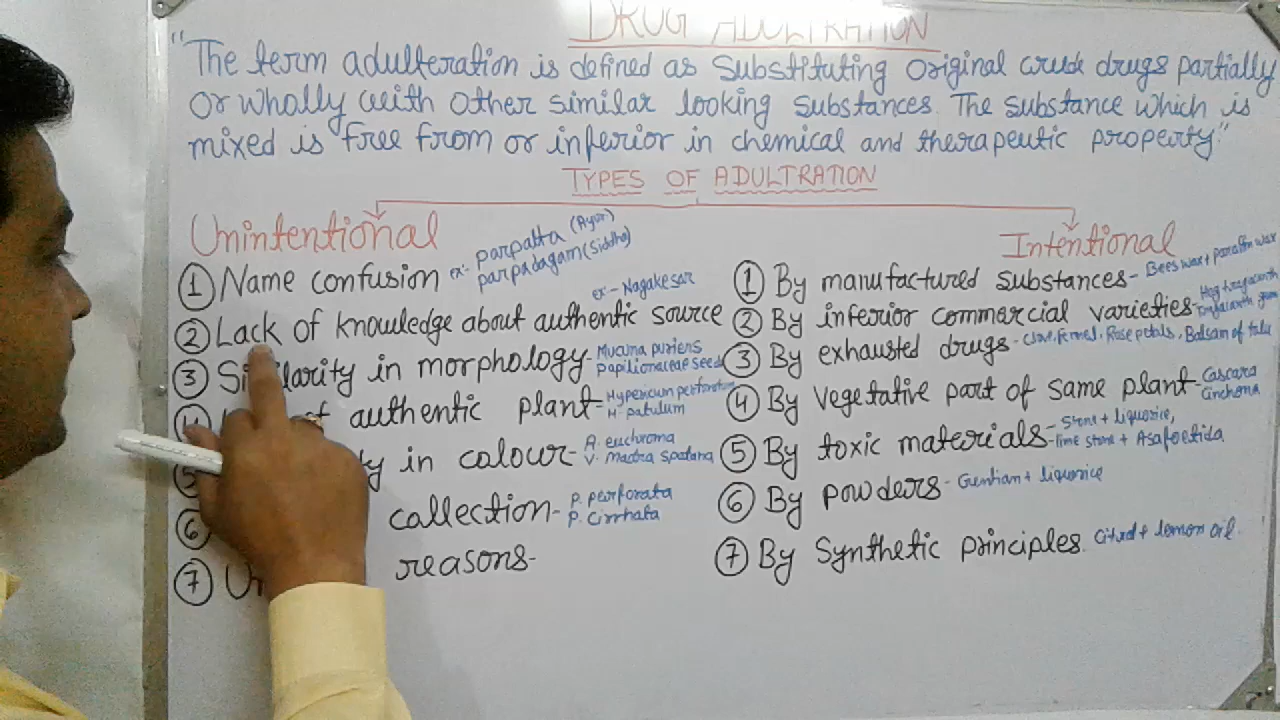 DRUG ADULTRATION
"The term adulteration is defined as substituting original crude drugs partially
or wholly with other similar looking substances. The substance which is
mixed is free from or inferior in chemical and therapeutic property."
TYPES OF ADULTRATION
Unintentional
① Name confusion ex:- parpatta (Ayur)
parpadagam (Siddha)
② Lack of knowledge about authentic source ex:- Nagakesar
③ in morphology- Mucuna puriens
papilionaceae seeds
authentic plant- Hypericum perforatum
H. patulum
in colour- A. euchroma
V. madra spadana
⑥ collection- P. perforata
P. cirrhata
⑦ reasons-
Intentional
① By manufactured substances- Bees wax + paraffin wax
② By inferior commercial varieties-
③ By exhausted drugs- clove, fennel, Rose petals, Balsam of tolu
④ By Vegetative part of same plant- Cascara
Cinchona
⑤ By toxic materials- Stone + liquorice,
lime stone + Asafoetida
⑥ By powders- Gentian + liquorice
⑦ By Synthetic principles. + lemon oil.